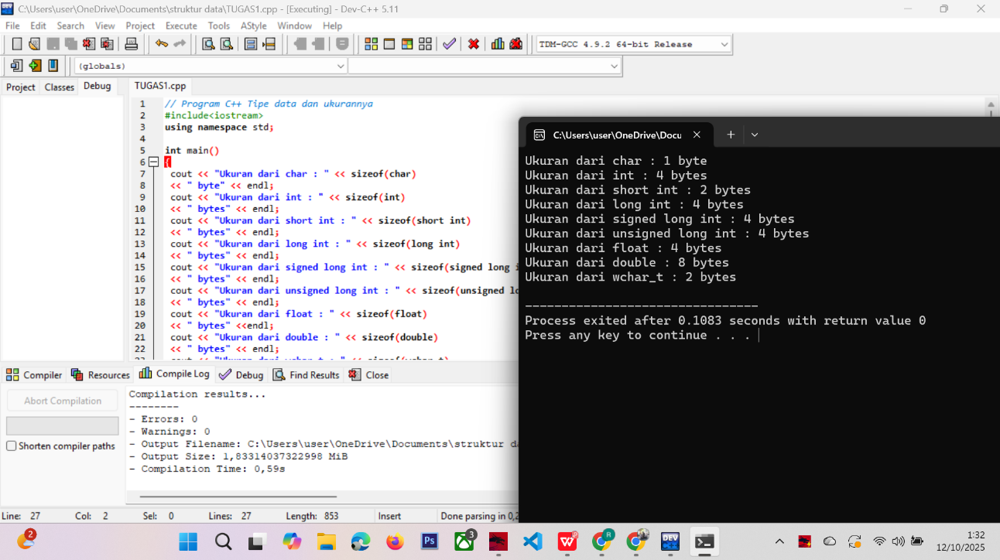 C:\Users\user\OneDrive\Documents\struktur data\TUGAS1.cpp - [Executing] - Dev-C++ 5.11
File Edit Search View Project Execute Tools AStyle Window Help
TDM-GCC 4.9.2 64-bit Release
(globals)
Project Classes Debug
TUGAS1.cpp
1 // Program C++ Tipe data dan ukurannya
2 #include<iostream>
3 using namespace std;
4
5 int main()
6 {
7 cout << "Ukuran dari char : " << sizeof(char)
8 << " byte" << endl;
9 cout << "Ukuran dari int : " << sizeof(int)
10 << " bytes" << endl;
11 cout << "Ukuran dari short int : " << sizeof(short int)
12 << " bytes" << endl;
13 cout << "Ukuran dari long int : " << sizeof(long int)
14 << " bytes" << endl;
15 cout << "Ukuran dari signed long int : " << sizeof(signed long
16 << " bytes" << endl;
17 cout << "Ukuran dari unsigned long int : " << sizeof(unsigned
18 << " bytes" << endl;
19 cout << "Ukuran dari float : " << sizeof(float)
20 << " bytes" <<endl;
21 cout << "Ukuran dari double : " << sizeof(double)
22 << " bytes" << endl;
C:\Users\user\OneDrive\Docu
Ukuran dari char : 1 byte
Ukuran dari int : 4 bytes
Ukuran dari short int : 2 bytes
Ukuran dari long int : 4 bytes
Ukuran dari signed long int : 4 bytes
Ukuran dari unsigned long int : 4 bytes
Ukuran dari float : 4 bytes
Ukuran dari double : 8 bytes
Ukuran dari wchar_t : 2 bytes
--------------------------------
Process exited after 0.1083 seconds with return value 0
Press any key to continue . . .
Compiler Resources Compile Log Debug Find Results Close
Abort Compilation
Shorten compiler paths
Compilation results...
--------
- Errors: 0
- Warnings: 0
- Output Filename: C:\Users\user\OneDrive\Documents\struktur
- Output Size: 1,83314037322998 MiB
- Compilation Time: 0,59s
Line: 27 Col: 2 Sel: 0 Lines: 27 Length: 853 Insert Done parsing in 0,2
2
3
1:32
12/10/2025